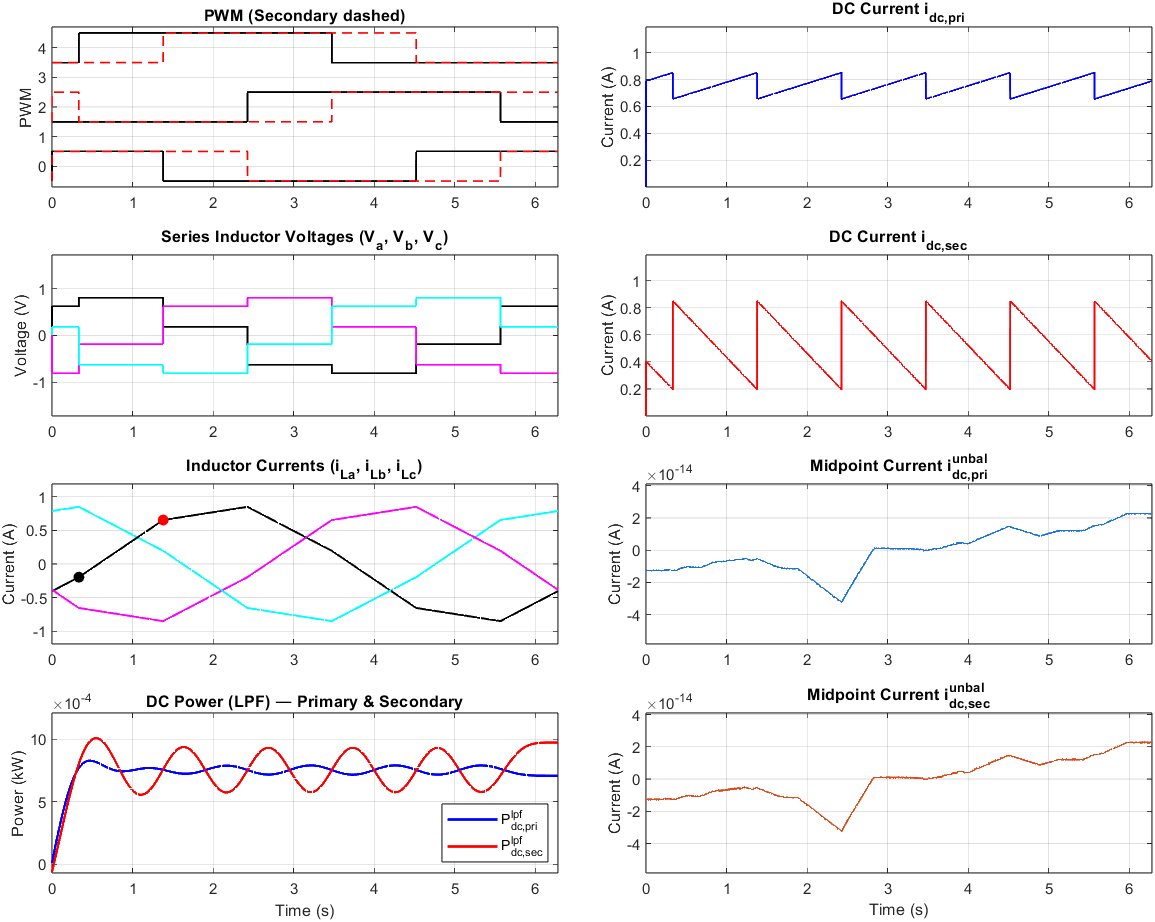 PWM (Secondary dashed)
PWM
4
3
2
1
0
0 1 2 3 4 5 6
DC Current i_dc,pri
Current (A)
1
0.8
0.6
0.4
0.2
0 1 2 3 4 5 6
Series Inductor Voltages (V_a, V_b, V_c)
Voltage (V)
1
0
-1
0 1 2 3 4 5 6
DC Current i_dc,sec
Current (A)
1
0.8
0.6
0.4
0.2
0 1 2 3 4 5 6
Inductor Currents (i_La, i_Lb, i_Lc)
Current (A)
1
0.5
0
-0.5
-1
0 1 2 3 4 5 6
Midpoint Current i^unbal_dc,pri
×10^-14
Current (A)
4
2
0
-2
-4
0 1 2 3 4 5 6
DC Power (LPF) — Primary & Secondary
×10^-4
Power (kW)
10
5
0
P^lpf_dc,pri
P^lpf_dc,sec
0 1 2 3 4 5 6
Time (s)
Midpoint Current i^unbal_dc,sec
×10^-14
Current (A)
4
2
0
-2
-4
0 1 2 3 4 5 6
Time (s)